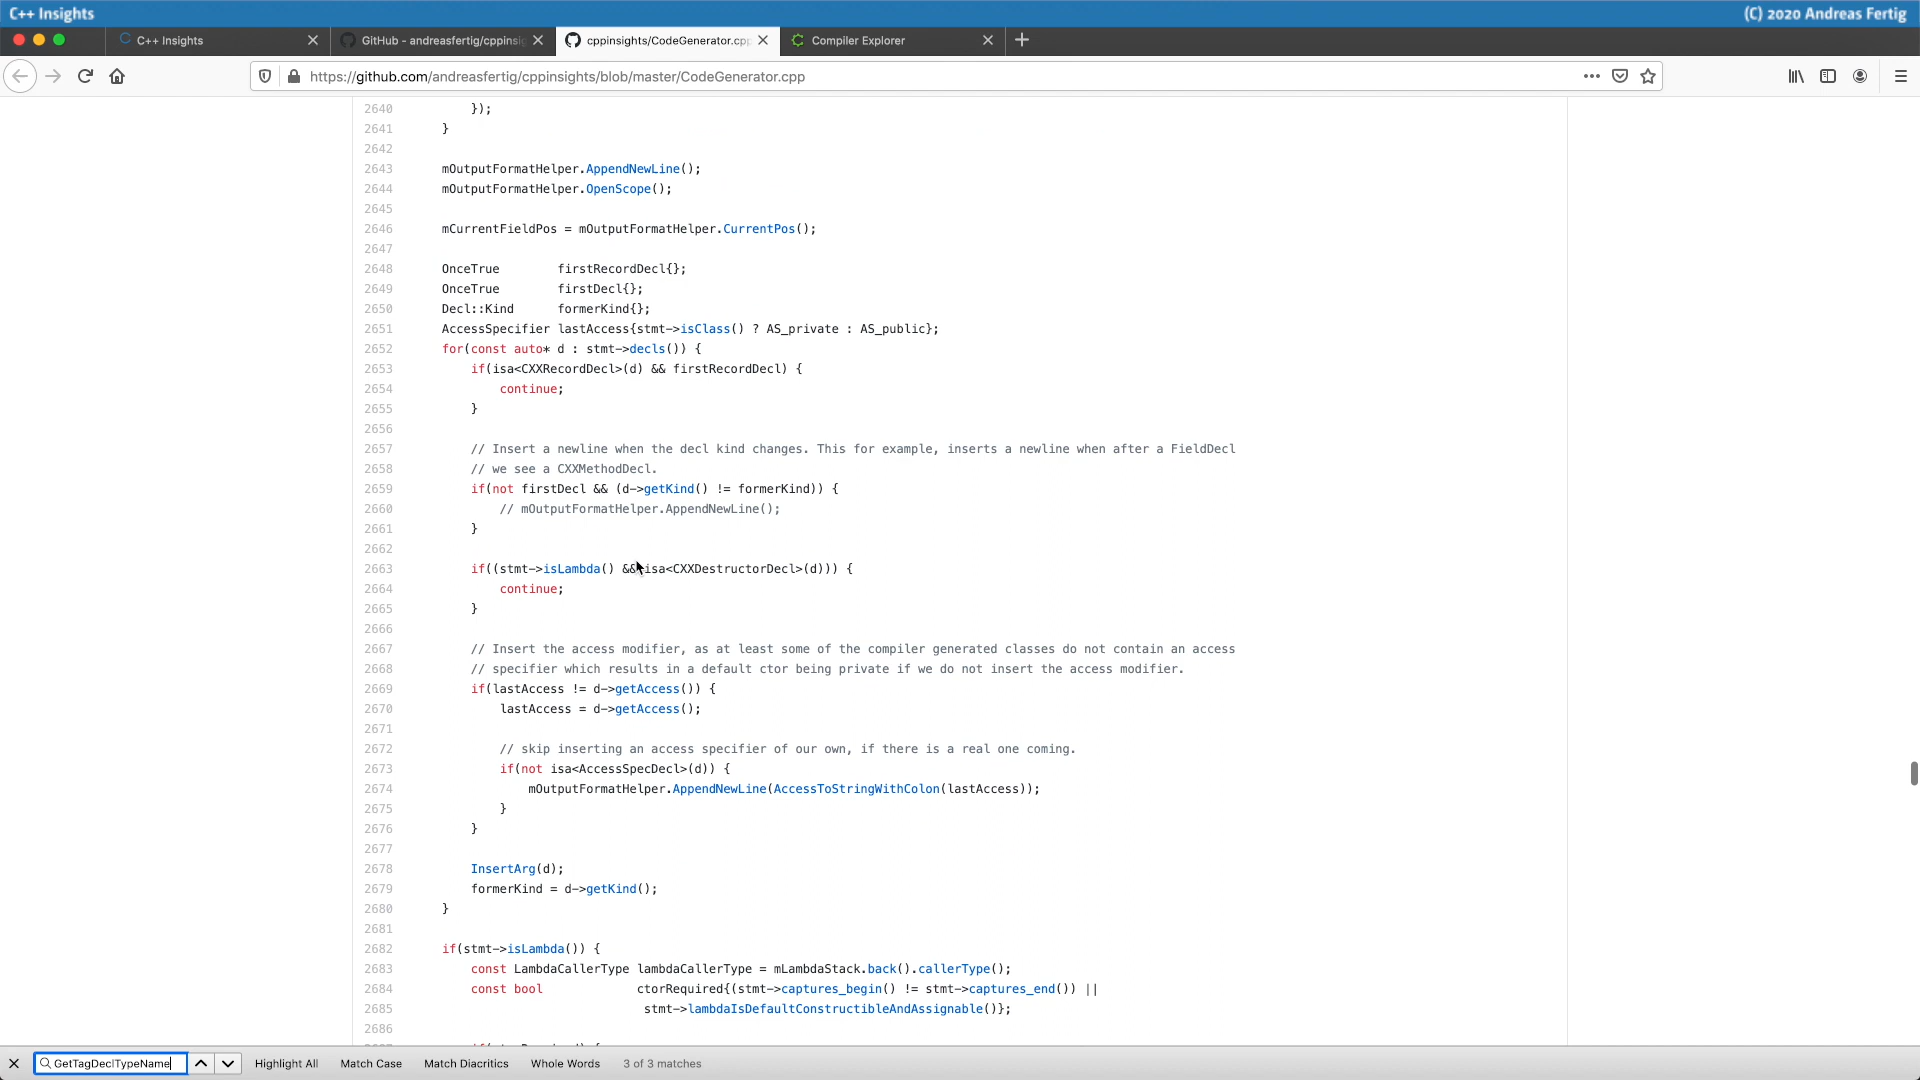 C++ Insights
(C) 2020 Andreas Fertig
C++ Insights
GitHub - andreasfertig/cppinsig
cppinsights/CodeGenerator.cpp
Compiler Explorer
https://github.com/andreasfertig/cppinsights/blob/master/CodeGenerator.cpp
2640 });
2641 }
2642
2643 mOutputFormatHelper.AppendNewLine();
2644 mOutputFormatHelper.OpenScope();
2645
2646 mCurrentFieldPos = mOutputFormatHelper.CurrentPos();
2647
2648 OnceTrue firstRecordDecl{};
2649 OnceTrue firstDecl{};
2650 Decl::Kind formerKind{};
2651 AccessSpecifier lastAccess{stmt->isClass() ? AS_private : AS_public};
2652 for(const auto* d : stmt->decls()) {
2653 if(isa<CXXRecordDecl>(d) && firstRecordDecl) {
2654 continue;
2655 }
2656
2657 // Insert a newline when the decl kind changes. This for example, inserts a newline when after a FieldDecl
2658 // we see a CXXMethodDecl.
2659 if(not firstDecl && (d->getKind() != formerKind)) {
2660 // mOutputFormatHelper.AppendNewLine();
2661 }
2662
2663 if((stmt->isLambda() && isa<CXXDestructorDecl>(d))) {
2664 continue;
2665 }
2666
2667 // Insert the access modifier, as at least some of the compiler generated classes do not contain an access
2668 // specifier which results in a default ctor being private if we do not insert the access modifier.
2669 if(lastAccess != d->getAccess()) {
2670 lastAccess = d->getAccess();
2671
2672 // skip inserting an access specifier of our own, if there is a real one coming.
2673 if(not isa<AccessSpecDecl>(d)) {
2674 mOutputFormatHelper.AppendNewLine(AccessToStringWithColon(lastAccess));
2675 }
2676 }
2677
2678 InsertArg(d);
2679 formerKind = d->getKind();
2680 }
2681
2682 if(stmt->isLambda()) {
2683 const LambdaCallerType lambdaCallerType = mLambdaStack.back().callerType();
2684 const bool ctorRequired{(stmt->captures_begin() != stmt->captures_end()) ||
2685 stmt->lambdaIsDefaultConstructibleAndAssignable()};
2686
GetTagDeclTypeName
Highlight All
Match Case
Match Diacritics
Whole Words
3 of 3 matches